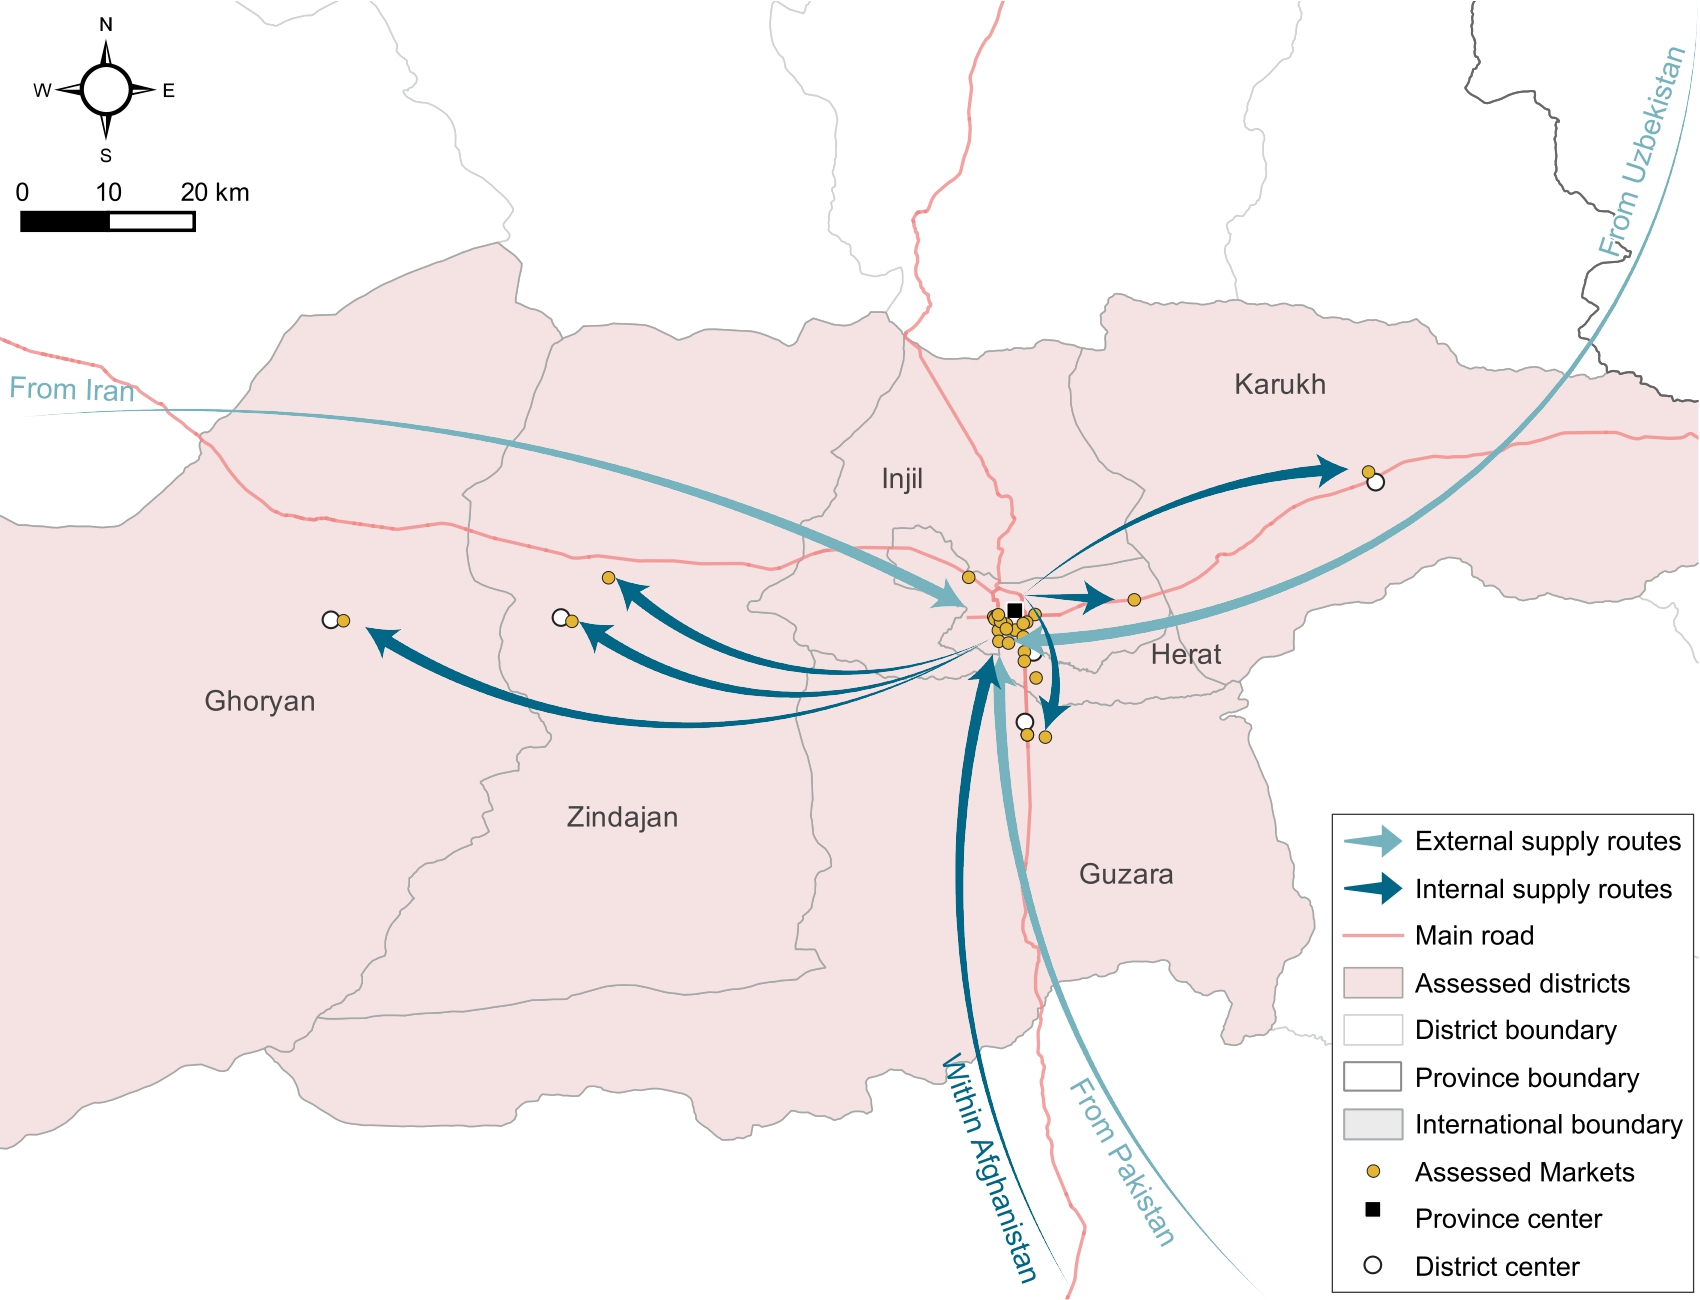 N
W E
S
0 10 20 km
From Uzbekistan
From Iran
Karukh
Injil
Herat
Ghoryan
Zindajan
Guzara
Within Afghanistan
From Pakistan
External supply routes
Internal supply routes
Main road
Assessed districts
District boundary
Province boundary
International boundary
Assessed Markets
Province center
District center